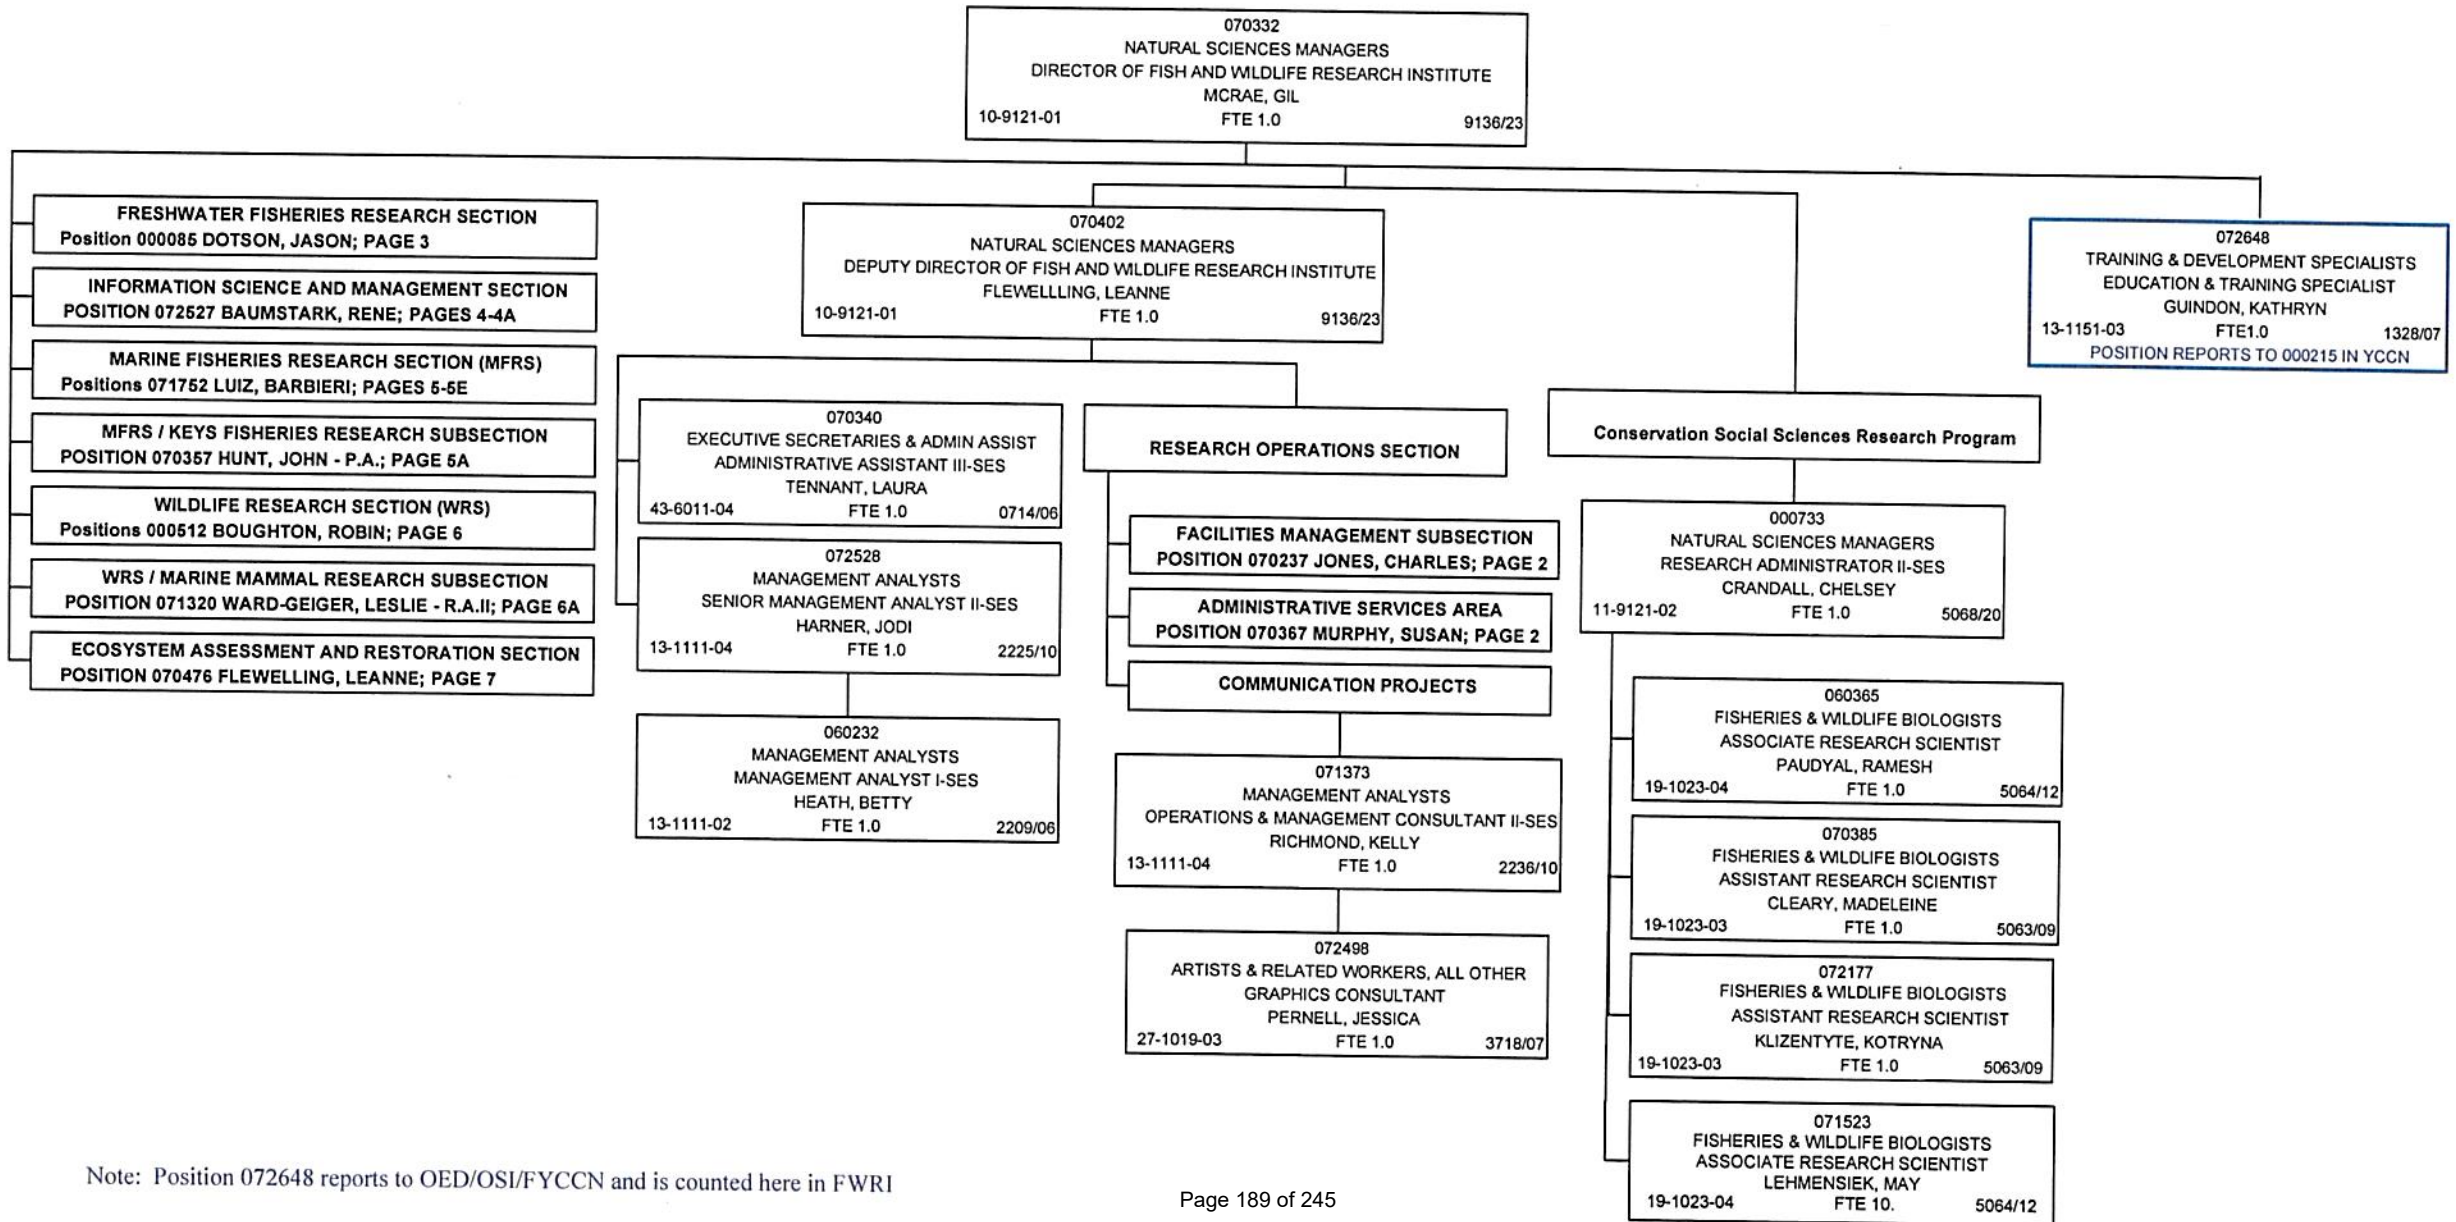 070332
NATURAL SCIENCES MANAGERS
DIRECTOR OF FISH AND WILDLIFE RESEARCH INSTITUTE
MCRAE, GIL
10-9121-01 FTE 1.0 9136/23
FRESHWATER FISHERIES RESEARCH SECTION
Position 000085 DOTSON, JASON; PAGE 3
INFORMATION SCIENCE AND MANAGEMENT SECTION
POSITION 072527 BAUMSTARK, RENE; PAGES 4-4A
MARINE FISHERIES RESEARCH SECTION (MFRS)
Positions 071752 LUIZ, BARBIERI; PAGES 5-5E
MFRS / KEYS FISHERIES RESEARCH SUBSECTION
POSITION 070357 HUNT, JOHN - P.A.; PAGE 5A
WILDLIFE RESEARCH SECTION (WRS)
Positions 000512 BOUGHTON, ROBIN; PAGE 6
WRS / MARINE MAMMAL RESEARCH SUBSECTION
POSITION 071320 WARD-GEIGER, LESLIE - R.A.II; PAGE 6A
ECOSYSTEM ASSESSMENT AND RESTORATION SECTION
POSITION 070476 FLEWELLING, LEANNE; PAGE 7
070402
NATURAL SCIENCES MANAGERS
DEPUTY DIRECTOR OF FISH AND WILDLIFE RESEARCH INSTITUTE
FLEWELLLING, LEANNE
10-9121-01 FTE 1.0 9136/23
070340
EXECUTIVE SECRETARIES & ADMIN ASSIST
ADMINISTRATIVE ASSISTANT III-SES
TENNANT, LAURA
43-6011-04 FTE 1.0 0714/06
072528
MANAGEMENT ANALYSTS
SENIOR MANAGEMENT ANALYST II-SES
HARNER, JODI
13-1111-04 FTE 1.0 2225/10
060232
MANAGEMENT ANALYSTS
MANAGEMENT ANALYST I-SES
HEATH, BETTY
13-1111-02 FTE 1.0 2209/06
RESEARCH OPERATIONS SECTION
FACILITIES MANAGEMENT SUBSECTION
POSITION 070237 JONES, CHARLES; PAGE 2
ADMINISTRATIVE SERVICES AREA
POSITION 070367 MURPHY, SUSAN; PAGE 2
COMMUNICATION PROJECTS
071373
MANAGEMENT ANALYSTS
OPERATIONS & MANAGEMENT CONSULTANT II-SES
RICHMOND, KELLY
13-1111-04 FTE 1.0 2236/10
072498
ARTISTS & RELATED WORKERS, ALL OTHER
GRAPHICS CONSULTANT
PERNELL, JESSICA
27-1019-03 FTE 1.0 3718/07
Conservation Social Sciences Research Program
000733
NATURAL SCIENCES MANAGERS
RESEARCH ADMINISTRATOR II-SES
CRANDALL, CHELSEY
11-9121-02 FTE 1.0 5068/20
060365
FISHERIES & WILDLIFE BIOLOGISTS
ASSOCIATE RESEARCH SCIENTIST
PAUDYAL, RAMESH
19-1023-04 FTE 1.0 5064/12
070385
FISHERIES & WILDLIFE BIOLOGISTS
ASSISTANT RESEARCH SCIENTIST
CLEARY, MADELEINE
19-1023-03 FTE 1.0 5063/09
072177
FISHERIES & WILDLIFE BIOLOGISTS
ASSISTANT RESEARCH SCIENTIST
KLIZENTYTE, KOTRYNA
19-1023-03 FTE 1.0 5063/09
071523
FISHERIES & WILDLIFE BIOLOGISTS
ASSOCIATE RESEARCH SCIENTIST
LEHMENSIEK, MAY
19-1023-04 FTE 10. 5064/12
072648
TRAINING & DEVELOPMENT SPECIALISTS
EDUCATION & TRAINING SPECIALIST
GUINDON, KATHRYN
13-1151-03 FTE1.0 1328/07
POSITION REPORTS TO 000215 IN YCCN
Note: Position 072648 reports to OED/OSI/FYCCN and is counted here in FWRI
Page 189 of 245